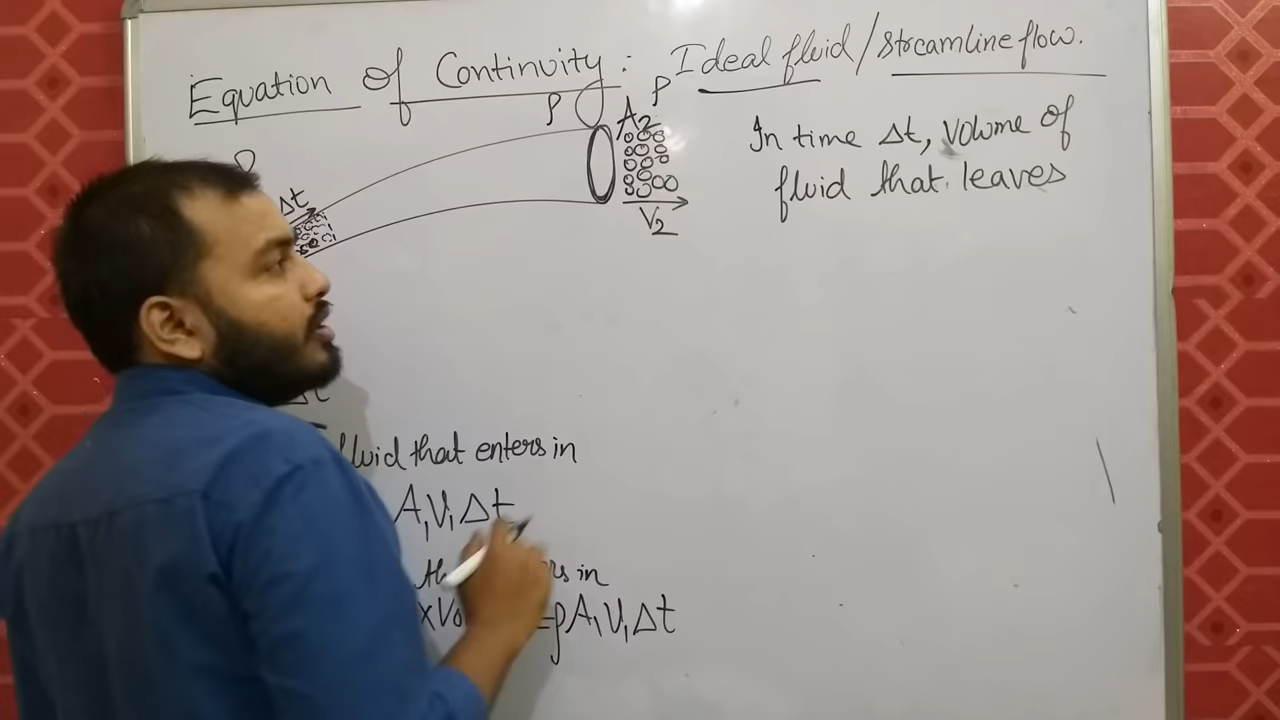 Equation of Continuity : Ideal fluid / streamline flow.
ρ
ρ
A2
Δt
V2
In time Δt, Volume of
fluid that leaves
Δt
fluid that enters in
A1V1Δt
in
=ρA1V1Δt